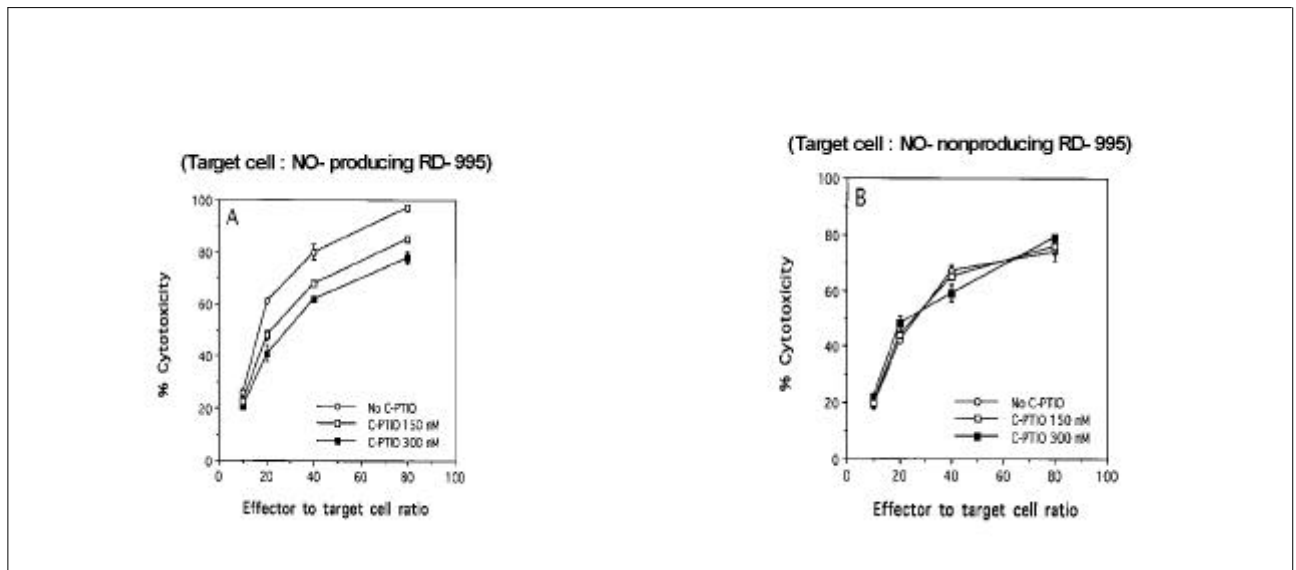 (Target cell : NO- producing RD- 995)
A
% Cytotoxicity
100
80
60
40
20
0
No C-PTIO
C-PTIO 150 nM
C-PTIO 300 nM
0 20 40 60 80 100
Effector to target cell ratio
(Target cell : NO- nonproducing RD- 995)
B
% Cytotoxicity
100
80
60
40
20
0
No C-PTIO
C-PTIO 150 nM
C-PTIO 300 nM
0 20 40 60 80 100
Effector to target cell ratio